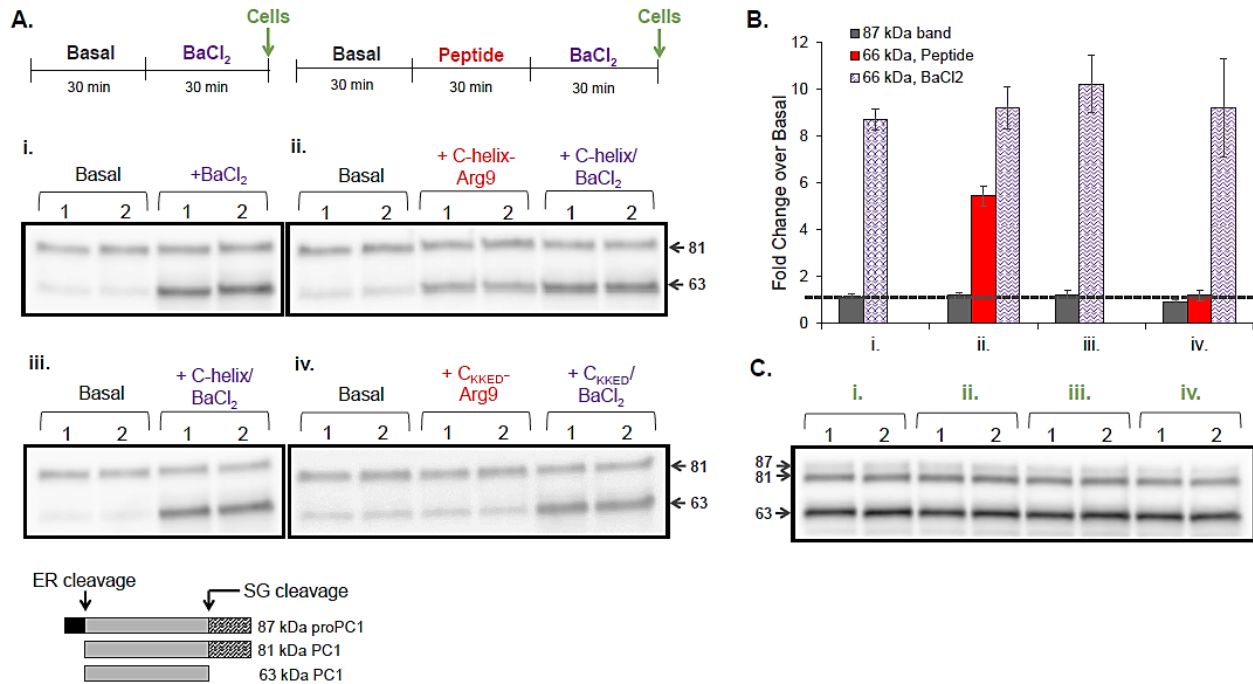 A.
Cells
Cells
Basal BaCl₂
30 min 30 min
Basal Peptide BaCl₂
30 min 30 min 30 min
i.
Basal +BaCl₂
1 2 1 2
ii.
Basal + C-helix-Arg9 + C-helix/BaCl₂
1 2 1 2 1 2
81
63
iii.
Basal + C-helix/BaCl₂
1 2 1 2
iv.
Basal + C_KKED-Arg9 + C_KKED/BaCl₂
1 2 1 2 1 2
81
63
ER cleavage
SG cleavage
87 kDa proPC1
81 kDa PC1
63 kDa PC1
B.
87 kDa band
66 kDa, Peptide
66 kDa, BaCl2
Fold Change over Basal
12
10
8
6
4
2
0
i. ii. iii. iv.
C.
i. ii. iii. iv.
1 2 1 2 1 2 1 2
87
81
63